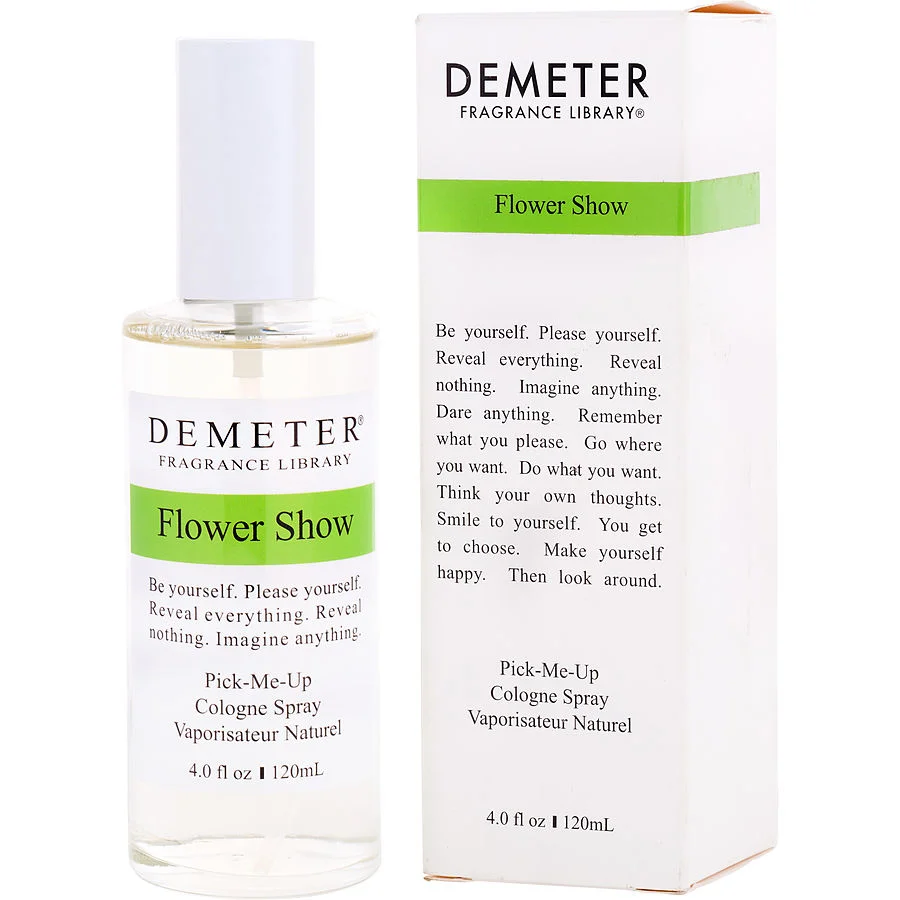 DEMETER®
FRAGRANCE LIBRARY
Flower Show
Be yourself. Please yourself.
Reveal everything. Reveal
nothing. Imagine anything.
Pick-Me-Up
Cologne Spray
Vaporisateur Naturel
4.0 fl oz ❙ 120mL
DEMETER
FRAGRANCE LIBRARY®
Flower Show
Be yourself. Please yourself.
Reveal everything. Reveal
nothing. Imagine anything.
Dare anything. Remember
what you please. Go where
you want. Do what you want.
Think your own thoughts.
Smile to yourself. You get
to choose. Make yourself
happy. Then look around.
Pick-Me-Up
Cologne Spray
Vaporisateur Naturel
4.0 fl oz ❙ 120mL